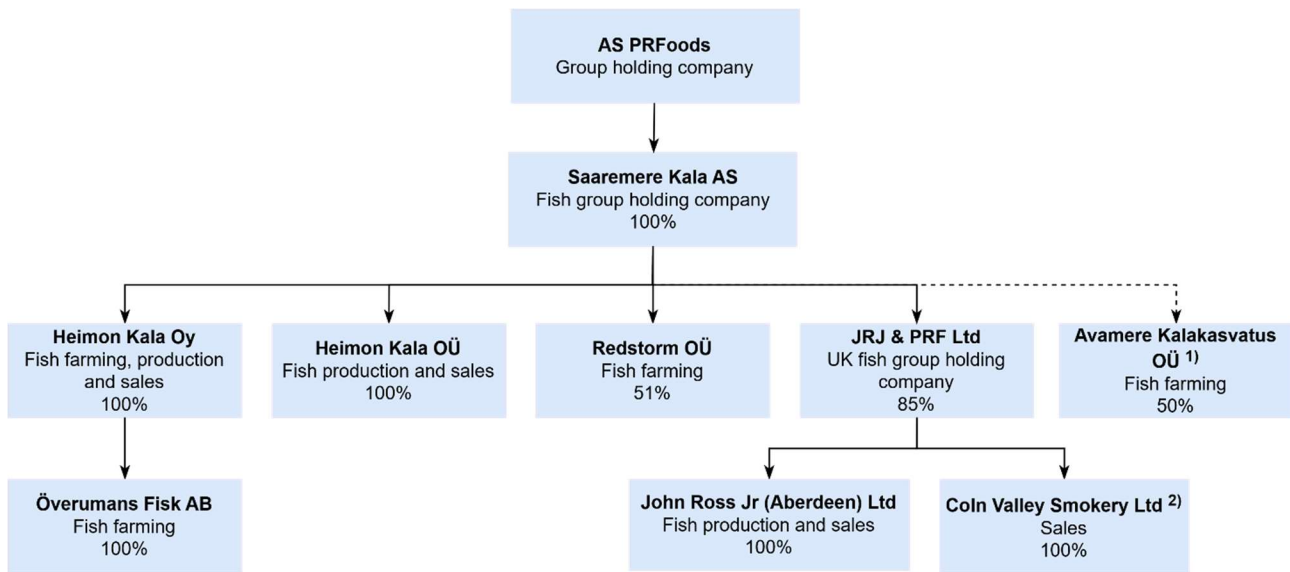 AS PRFoods
Group holding company
Saaremere Kala AS
Fish group holding company
100%
Heimon Kala Oy
Fish farming, production
and sales
100%
Heimon Kala OÜ
Fish production and sales
100%
Redstorm OÜ
Fish farming
51%
JRJ & PRF Ltd
UK fish group holding
company
85%
Avamere Kalakasvatus
OÜ 1)
Fish farming
50%
Överumans Fisk AB
Fish farming
100%
John Ross Jr (Aberdeen) Ltd
Fish production and sales
100%
Coln Valley Smokery Ltd 2)
Sales
100%